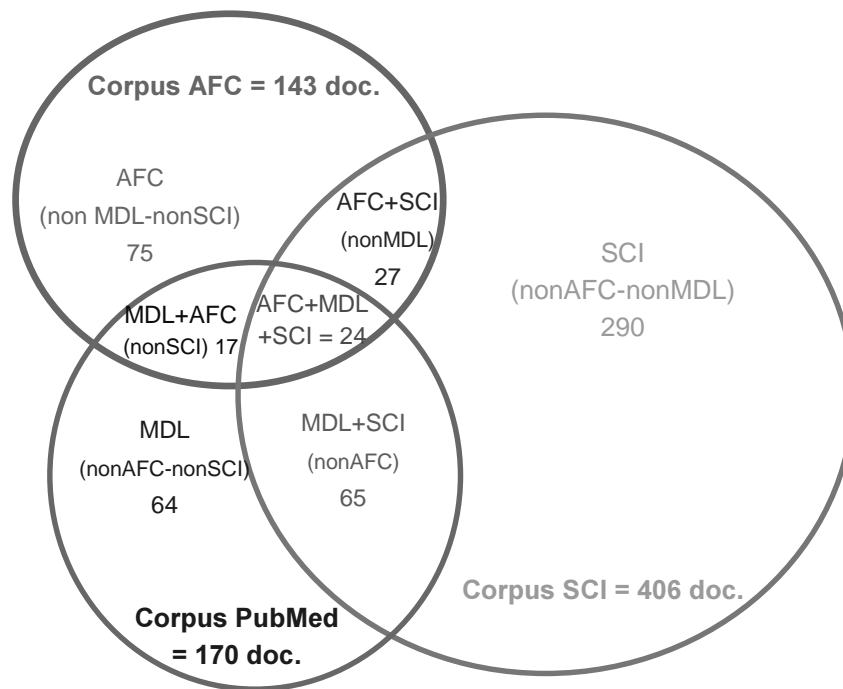 Corpus AFC = 143 doc.
AFC
(non MDL-nonSCI)
75
AFC+SCI
(nonMDL)
27
SCI
(nonAFC-nonMDL)
290
MDL+AFC
(nonSCI) 17
AFC+MDL
+SCI = 24
MDL
(nonAFC-nonSCI)
64
MDL+SCI
(nonAFC)
65
Corpus SCI = 406 doc.
Corpus PubMed
= 170 doc.